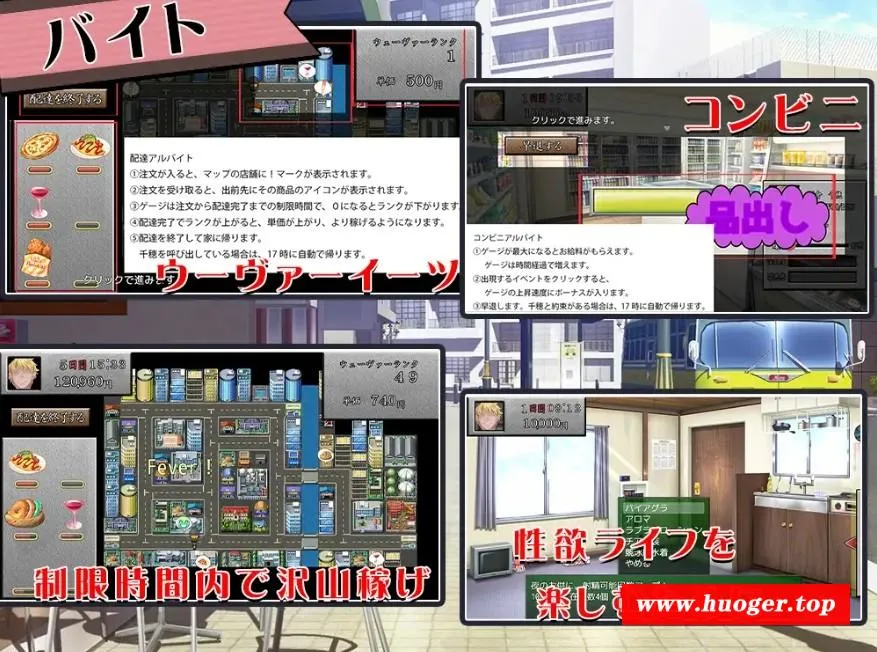 バイト
ウーヴァーランク
1
単価 500円
配達を終了する
配達アルバイト
①注文が入ると、マップの店舗に！マークが表示されます。
②注文を受け取ると、出前先にその商品のアイコンが表示されます。
③ゲージは注文から配達完了までの制限時間で、０になるとランクが下がります
④配達完了でランクが上がると、単価が上がり、より稼げるようになります。
⑤配達を終了して家に帰ります。
千穂を呼び出している場合は、17時に自動で帰ります。
クリックで進みます
ウーヴァーイーツ
コンビニ
1日間
クリックで進みます。
早退する
品出し
コンビニアルバイト
①ゲージが最大になるとお給料がもらえます。
ゲージは時間経過で増えます。
②出現するイベントをクリックすると、
ゲージの上昇速度にボーナスが入ります。
③早退します。千穂と約束がある場合は、17時に自動で帰ります。
5日間 15:33
120960円
ウーヴァーランク
49
単価 740円
配達を終了する
Fever！
制限時間内で沢山稼げ
1日間 09:12
10000円
バイアグラ
アロマ
やめる
性欲ライフを
楽し
www.huoger.top